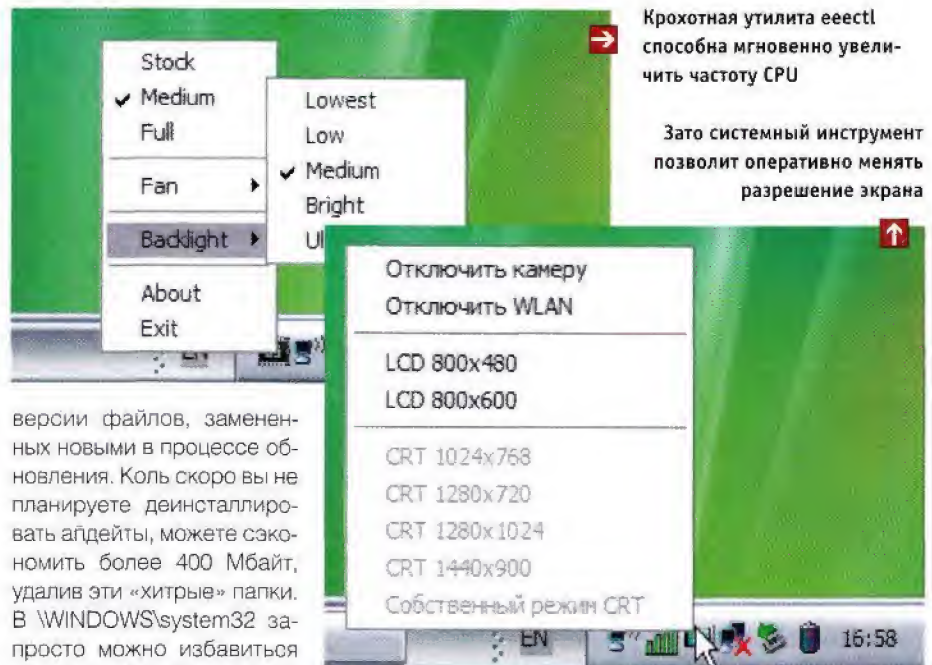 Крохотная утилита eeectl
способна мгновенно увели-
чить частоту CPU
Зато системный инструмент
позволит оперативно менять
разрешение экрана
Stock
Medium
Full
Fan
Backlight
About
Exit
Lowest
Low
Medium
Bright
Отключить камеру
Отключить WLAN
LCD 800x480
LCD 800x600
CRT 1024x768
CRT 1280x720
CRT 1280x1024
CRT 1440x900
Собственный режим CRT
EN
16:58
версии файлов, заменен-
ных новыми в процессе об-
новления. Коль скоро вы не
планируете деинсталлиро-
вать апдейты, можете сэко-
номить более 400 Мбайт,
удалив эти «хитрые» папки.
В \WINDOWS\system32 за-
просто можно избавиться